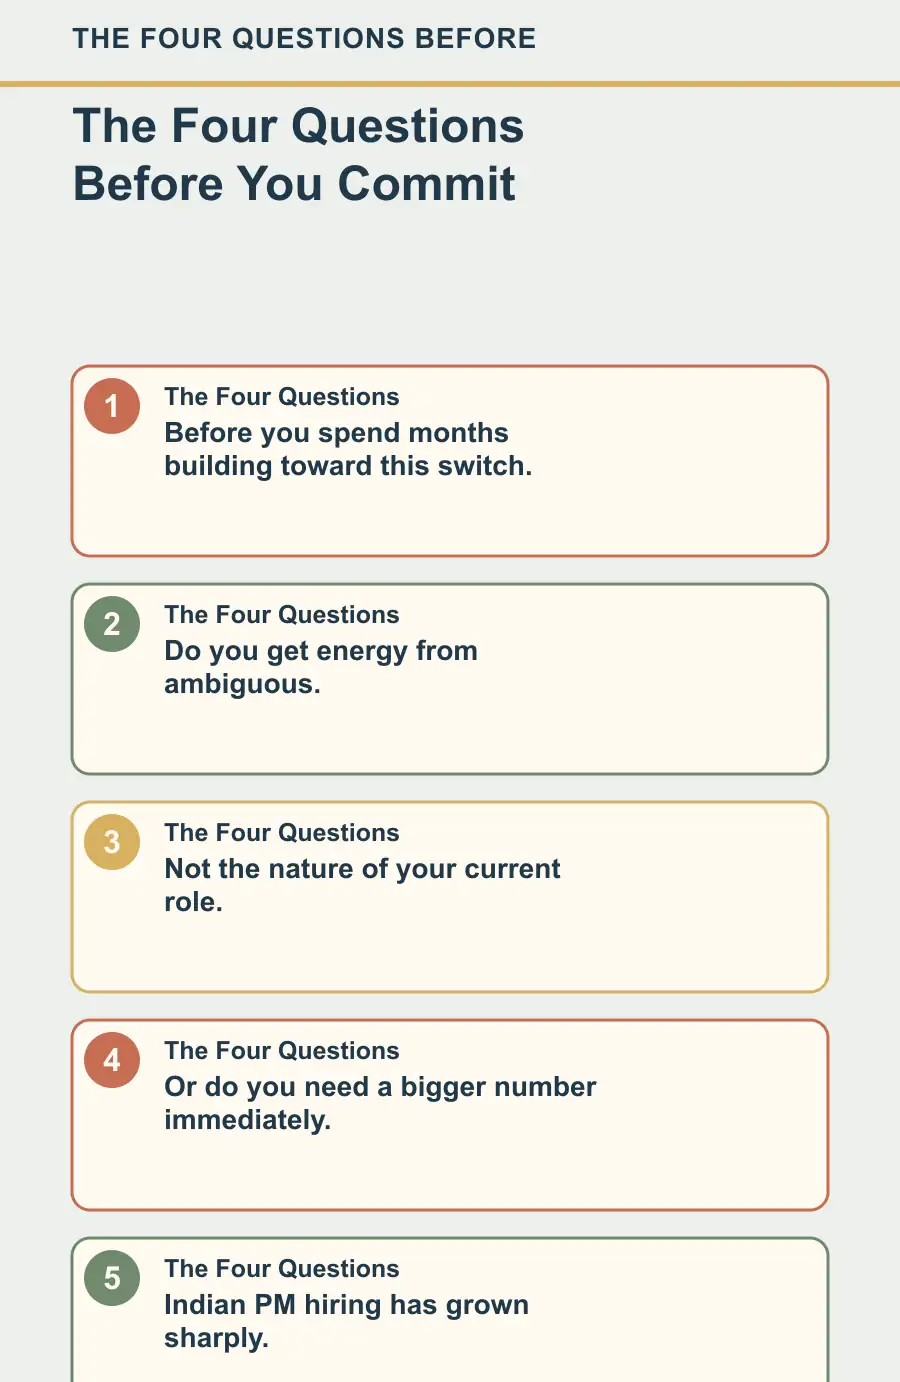 THE FOUR QUESTIONS BEFORE
The Four Questions
Before You Commit
1
The Four Questions
Before you spend months
building toward this switch.
2
The Four Questions
Do you get energy from
ambiguous.
3
The Four Questions
Not the nature of your current
role.
4
The Four Questions
Or do you need a bigger number
immediately.
5
The Four Questions
Indian PM hiring has grown
sharply.